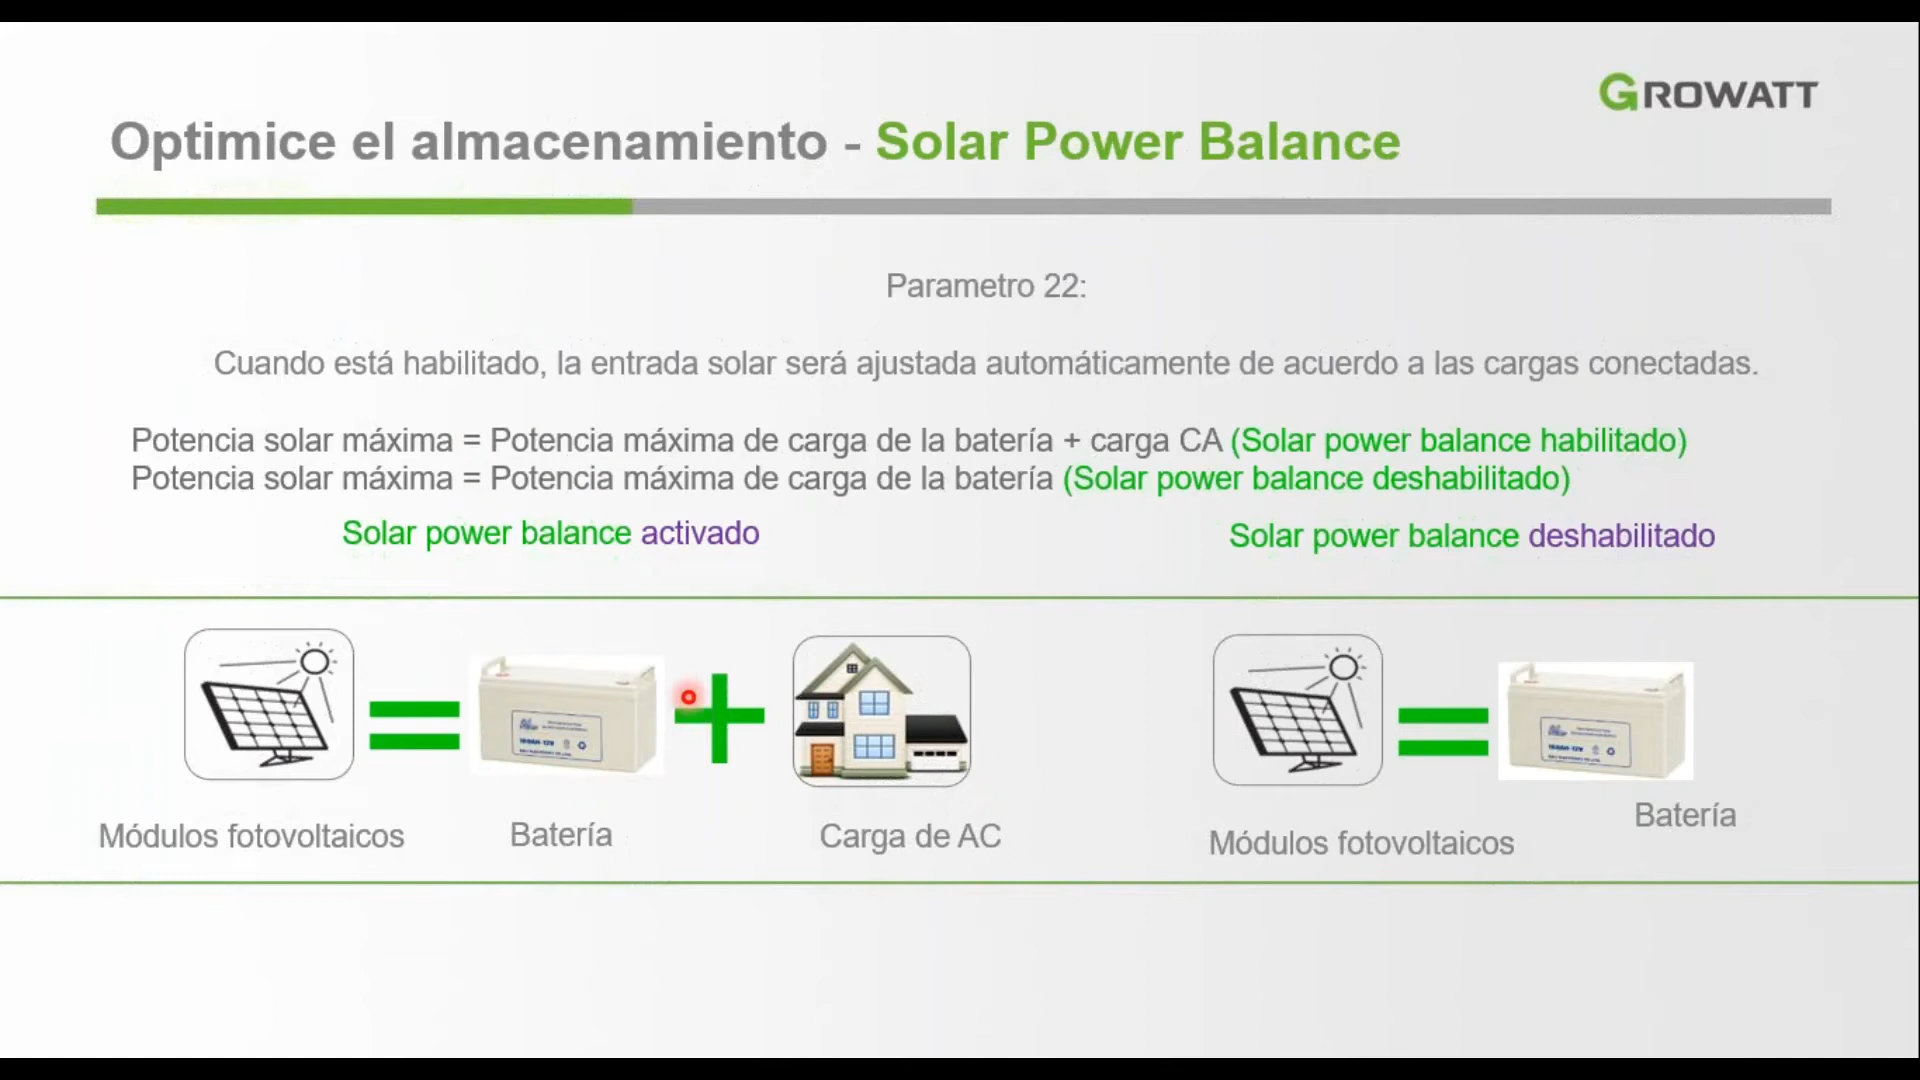 GROWATT
Optimice el almacenamiento - Solar Power Balance
Parametro 22:
Cuando está habilitado, la entrada solar será ajustada automáticamente de acuerdo a las cargas conectadas.
Potencia solar máxima = Potencia máxima de carga de la batería + carga CA (Solar power balance habilitado)
Potencia solar máxima = Potencia máxima de carga de la batería (Solar power balance deshabilitado)
Solar power balance activado
Solar power balance deshabilitado
Módulos fotovoltaicos
Batería
Carga de AC
Módulos fotovoltaicos
Batería